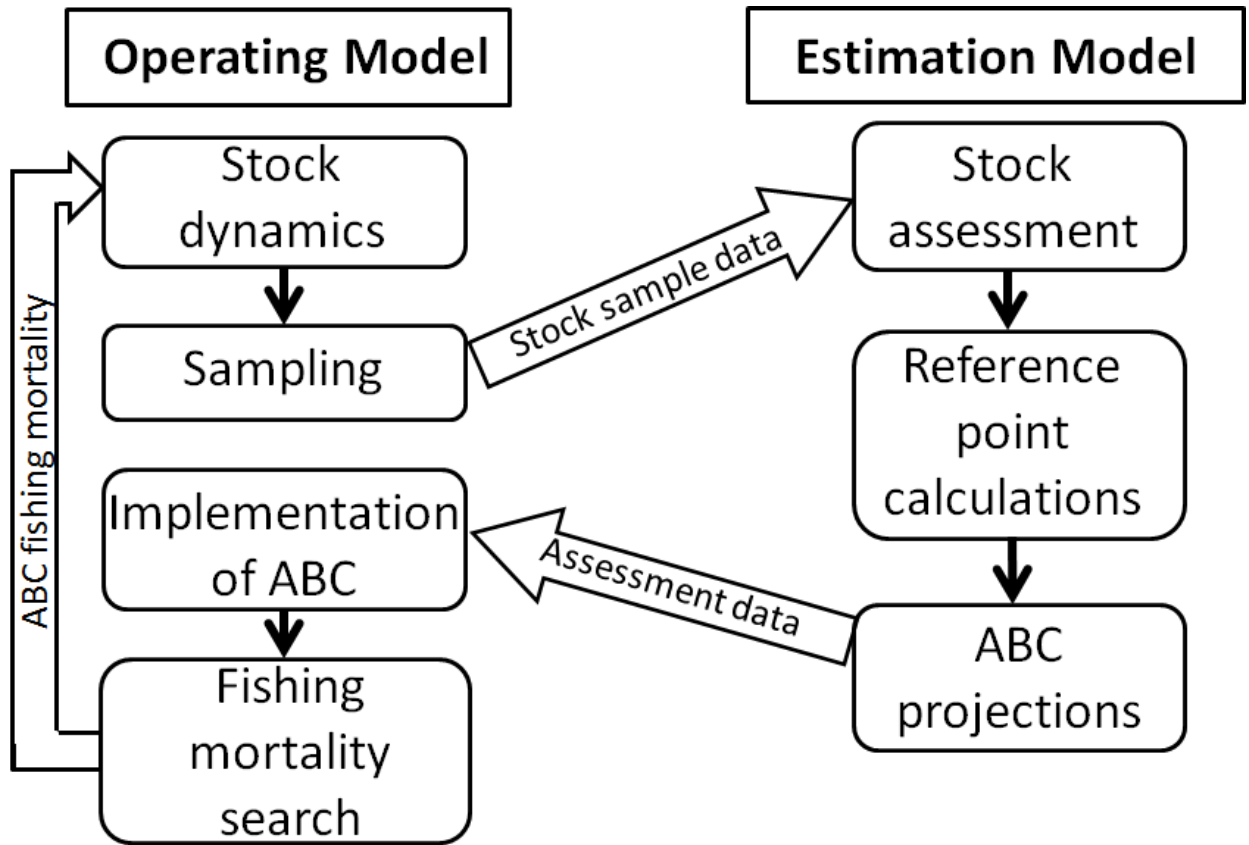 Operating Model
Estimation Model
Stock
dynamics
Sampling
Stock sample data
Stock
assessment
Reference
point
calculations
ABC
projections
Assessment data
Implementation
of ABC
Fishing
mortality
search
ABC fishing mortality